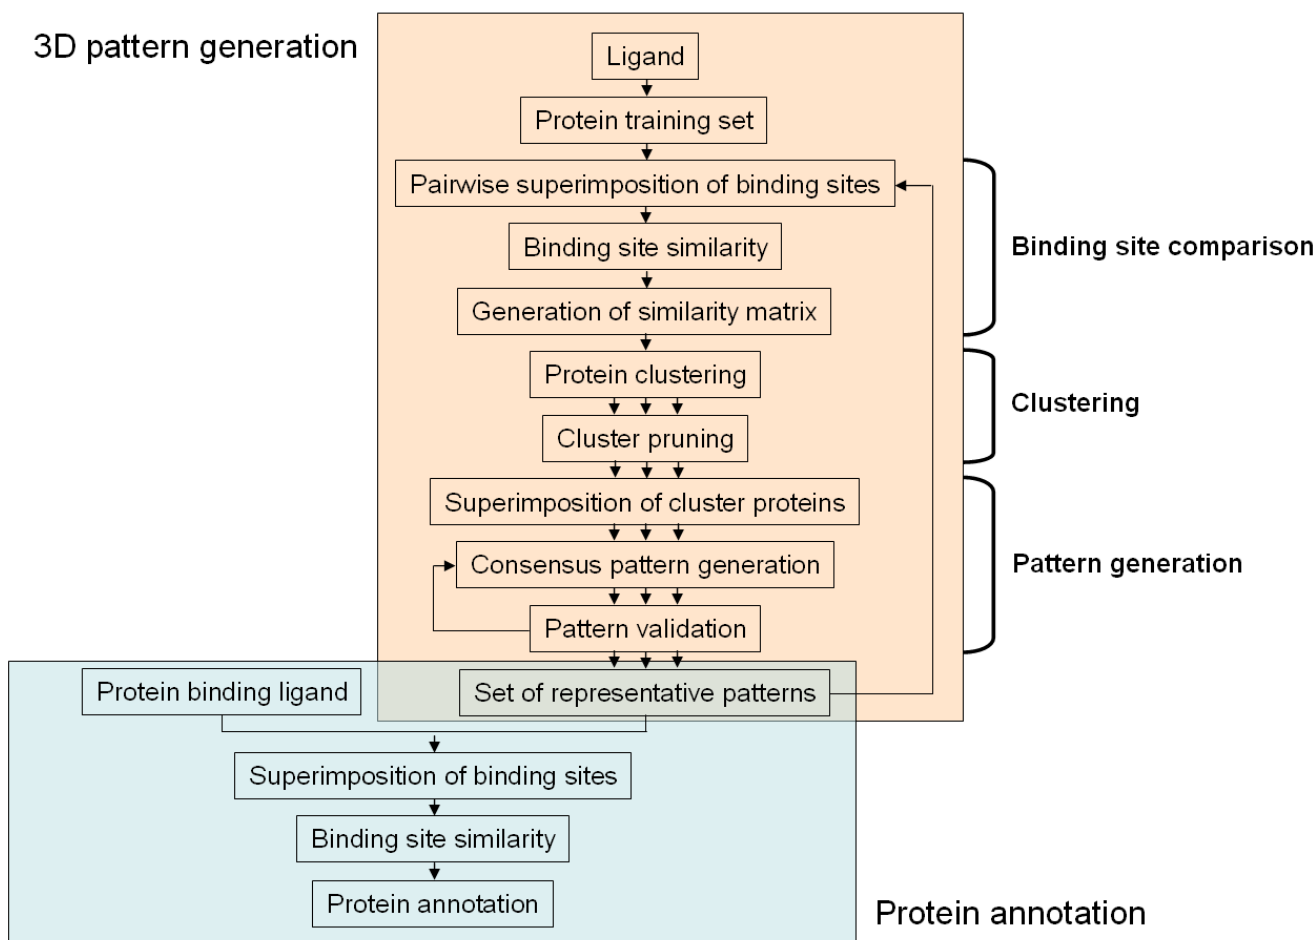 3D pattern generation
Ligand
Protein training set
Pairwise superimposition of binding sites
Binding site similarity
Generation of similarity matrix
Binding site comparison
Protein clustering
Cluster pruning
Clustering
Superimposition of cluster proteins
Consensus pattern generation
Pattern validation
Pattern generation
Protein binding ligand
Set of representative patterns
Superimposition of binding sites
Binding site similarity
Protein annotation
Protein annotation